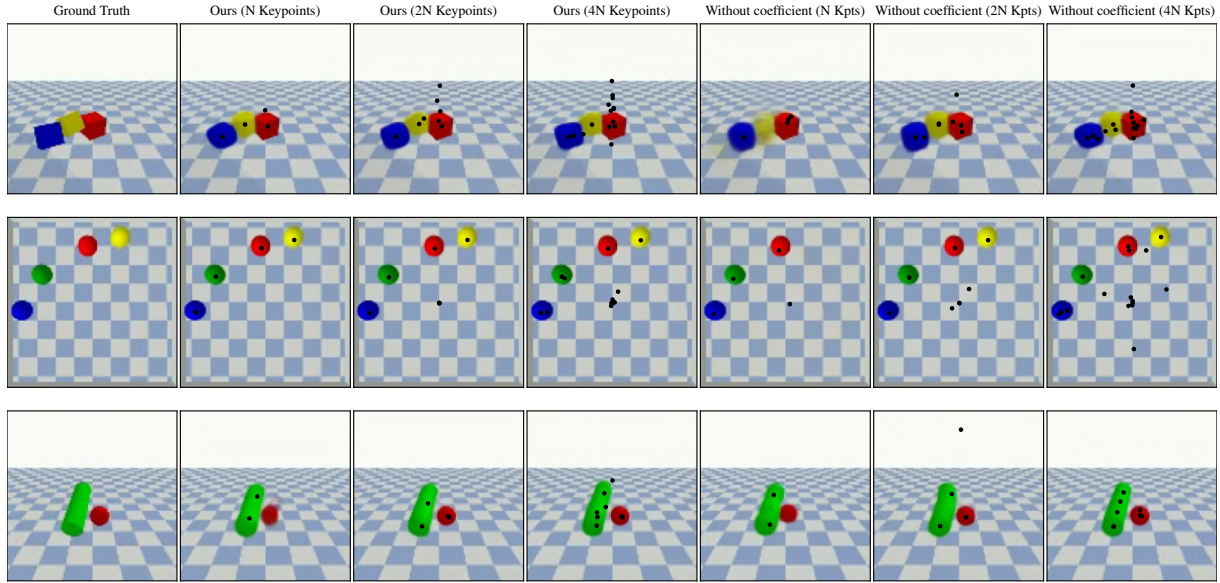 Ground Truth
Ours (N Keypoints)
Ours (2N Keypoints)
Ours (4N Keypoints)
Without coefficient (N Kpts)
Without coefficient (2N Kpts)
Without coefficient (4N Kpts)